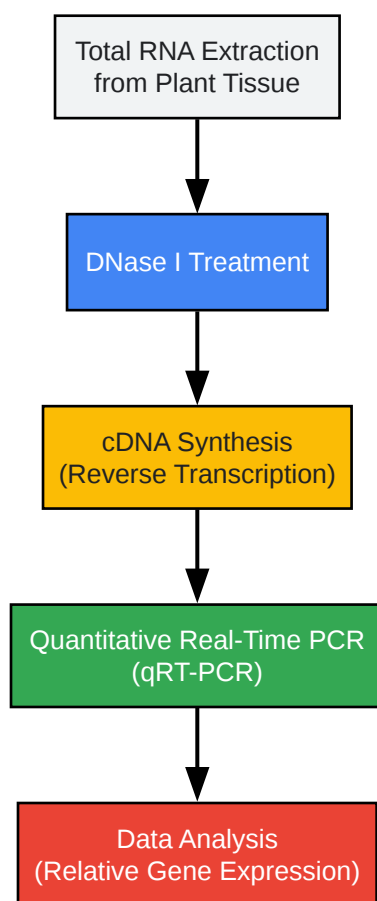 Total RNA Extraction
from Plant Tissue
DNase I Treatment
cDNA Synthesis
(Reverse Transcription)
Quantitative Real-Time PCR
(qRT-PCR)
Data Analysis
(Relative Gene Expression)